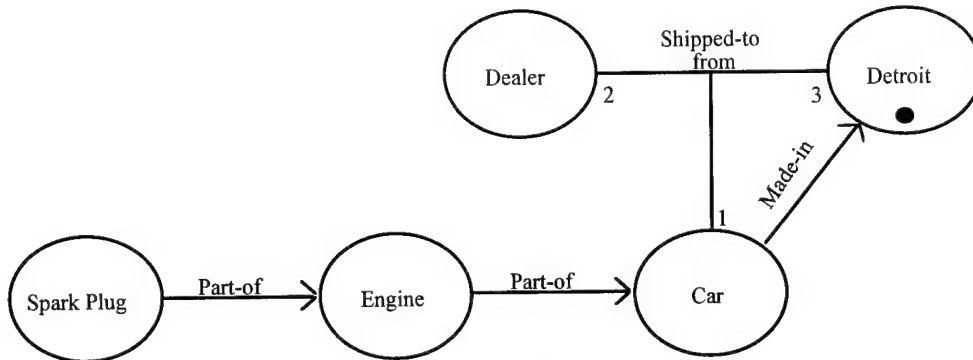 Shipped-to
from
Dealer
Detroit
2
3
Made-in
1
Spark Plug
Part-of
Engine
Part-of
Car